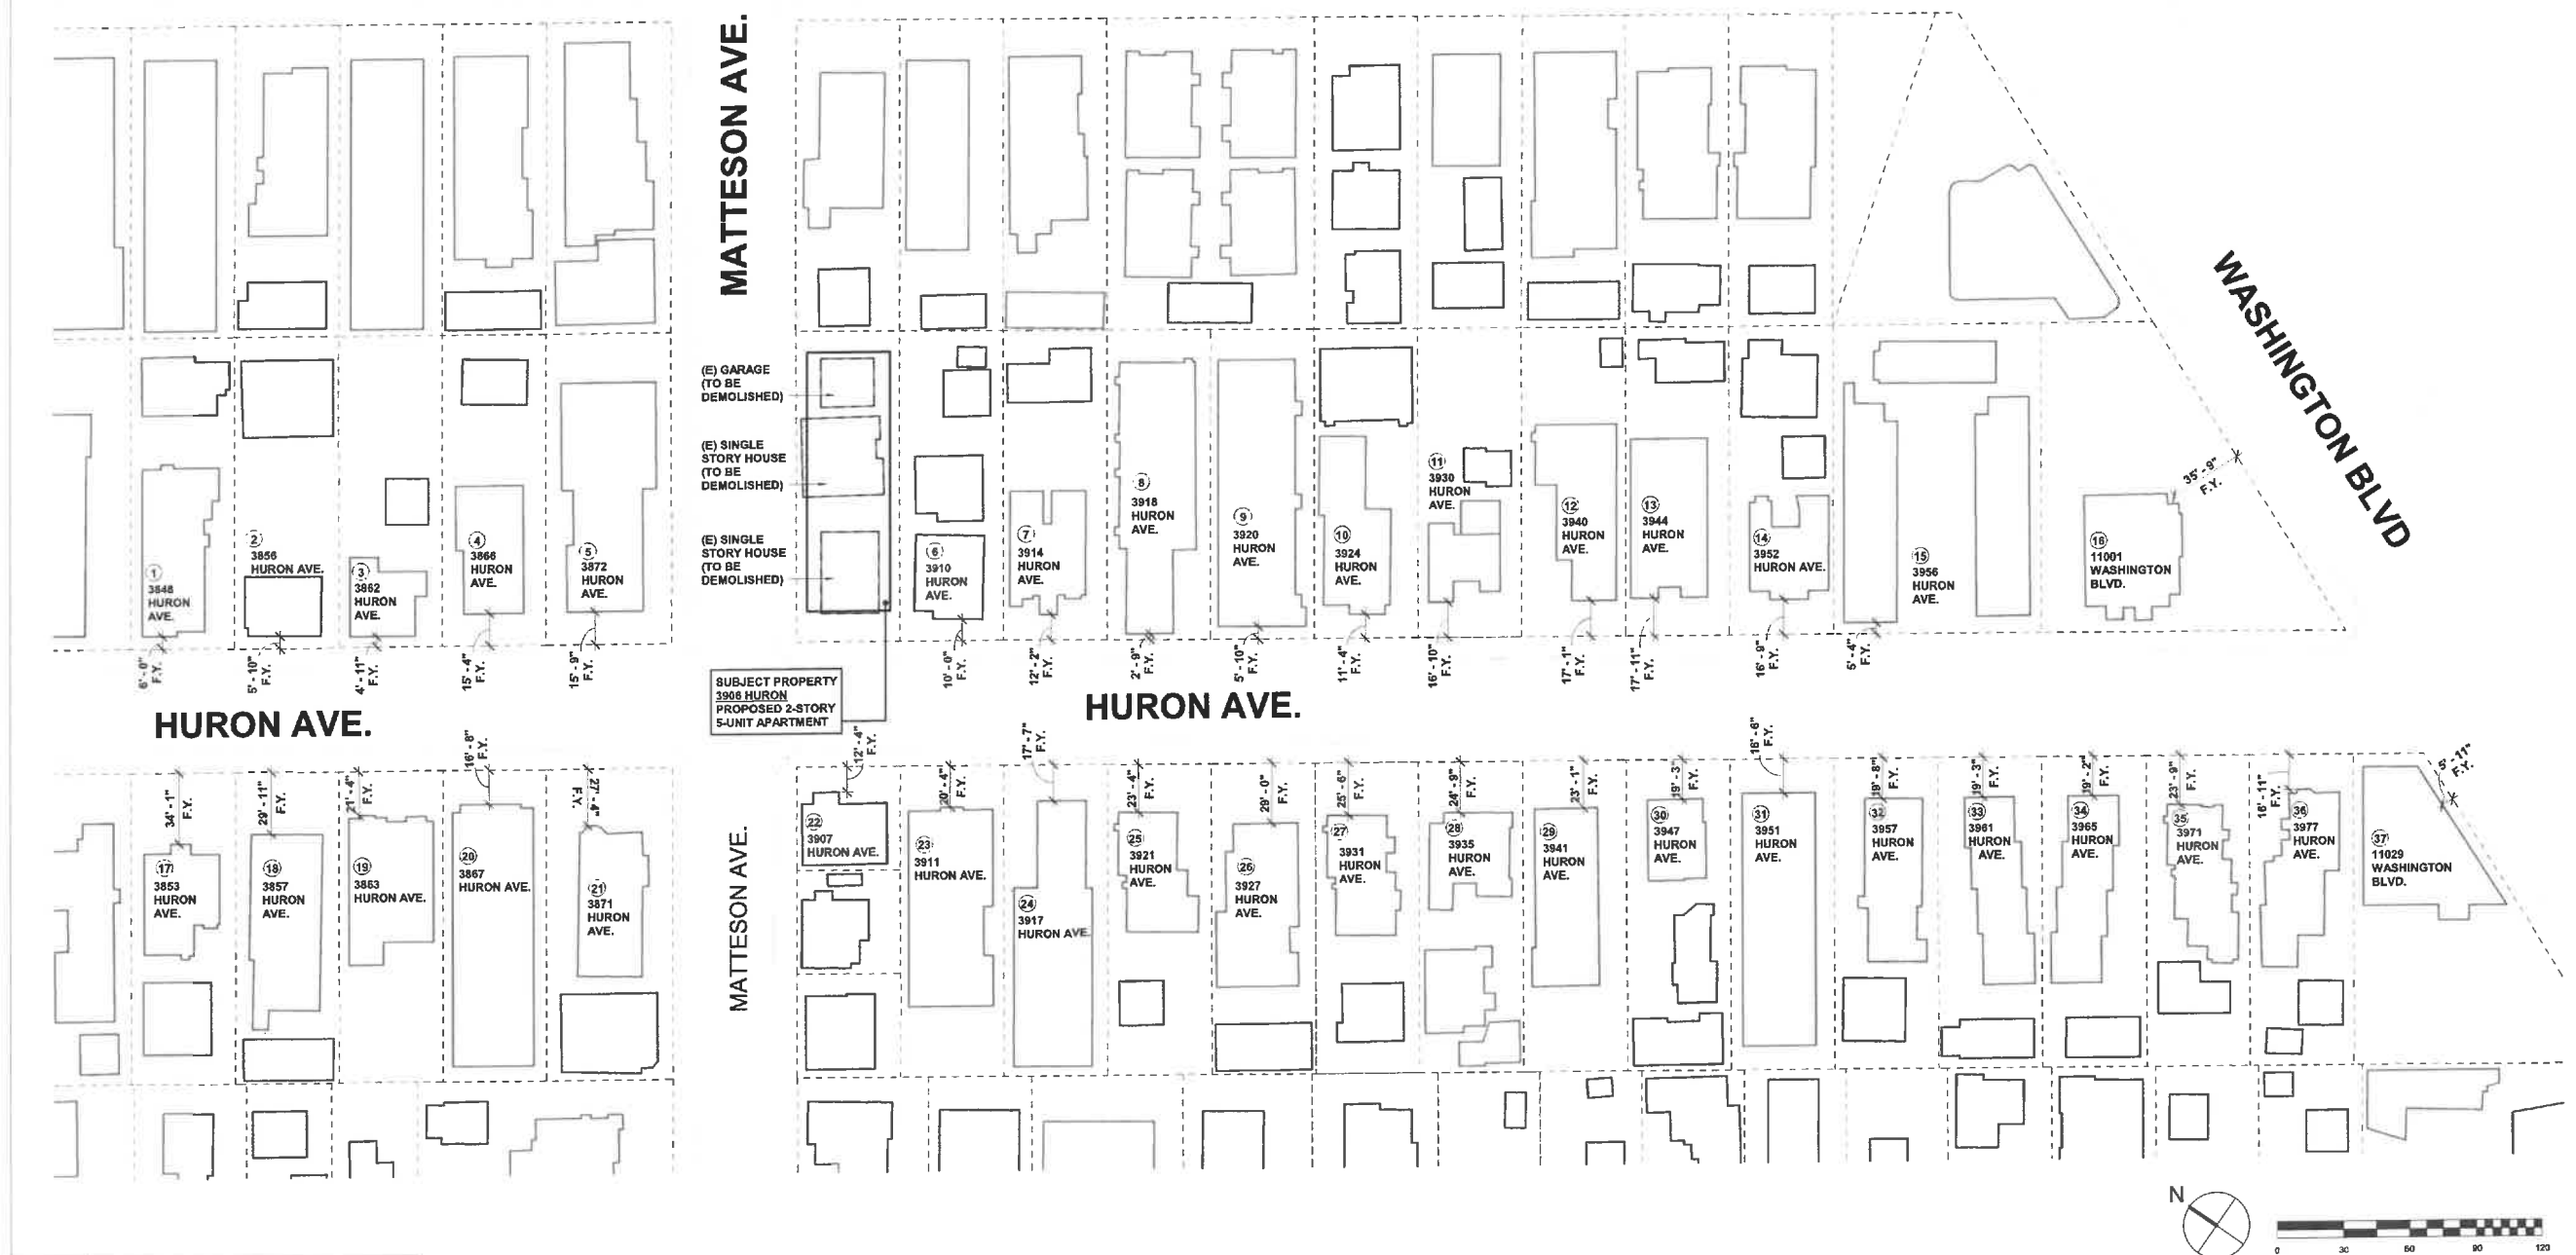 MATTESON AVE.
WASHINGTON BLVD
(E) GARAGE
(TO BE
DEMOLISHED)
(E) SINGLE
STORY HOUSE
(TO BE
DEMOLISHED)
(E) SINGLE
STORY HOUSE
(TO BE
DEMOLISHED)
1
3848
HURON
AVE.
2
3856
HURON AVE.
3
3862
HURON
AVE.
4
3866
HURON
AVE.
5
3872
HURON
AVE.
6
3910
HURON
AVE.
7
3914
HURON
AVE.
8
3918
HURON
AVE.
9
3920
HURON
AVE.
10
3924
HURON
AVE.
11
3930
HURON
AVE.
12
3940
HURON
AVE.
13
3944
HURON
AVE.
14
3952
HURON AVE.
15
3956
HURON
AVE.
16
11001
WASHINGTON
BLVD.
35' - 9"
F.Y.
6' - 0"
F.Y.
5' - 10"
F.Y.
4' - 11"
F.Y.
15' - 4"
F.Y.
15' - 9"
F.Y.
10' - 0"
F.Y.
12' - 2"
F.Y.
2' - 9"
F.Y.
5' - 10"
F.Y.
11' - 4"
F.Y.
16' - 10"
F.Y.
17' - 1"
F.Y.
17' - 11"
F.Y.
16' - 9"
F.Y.
5' - 4"
F.Y.
SUBJECT PROPERTY
3906 HURON
PROPOSED 2-STORY
5-UNIT APARTMENT
HURON AVE.
HURON AVE.
34' - 1"
F.Y.
29' - 11"
F.Y.
21' - 4"
F.Y.
16' - 8"
F.Y.
27' - 4"
F.Y.
12' - 4"
F.Y.
20' - 4"
F.Y.
17' - 7"
F.Y.
23' - 4"
F.Y.
29' - 0"
F.Y.
25' - 6"
F.Y.
24' - 9"
F.Y.
23' - 1"
F.Y.
19' - 3"
F.Y.
16' - 6"
F.Y.
19' - 8"
F.Y.
19' - 3"
F.Y.
19' - 2"
F.Y.
23' - 9"
F.Y.
16' - 11"
F.Y.
5' - 11"
F.Y.
17
3853
HURON
AVE.
18
3857
HURON
AVE.
19
3863
HURON AVE.
20
3867
HURON AVE.
21
3871
HURON
AVE.
MATTESON AVE.
22
3907
HURON AVE.
23
3911
HURON AVE.
24
3917
HURON AVE.
25
3921
HURON
AVE.
26
3927
HURON
AVE.
27
3931
HURON
AVE.
28
3935
HURON
AVE.
29
3941
HURON
AVE.
30
3947
HURON
AVE.
31
3951
HURON
AVE.
32
3957
HURON
AVE.
33
3961
HURON
AVE.
34
3965
HURON
AVE.
35
3971
HURON
AVE.
36
3977
HURON
AVE.
37
11029
WASHINGTON
BLVD.
N
0 30 60 90 120